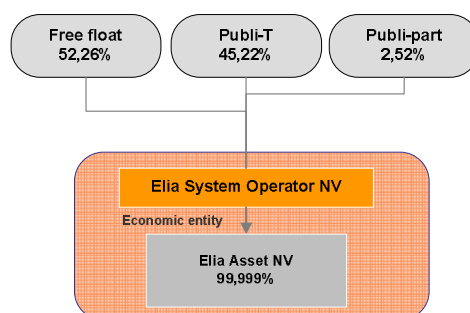 Free float
52,26%
Publi-T
45,22%
Publi-part
2,52%
Elia System Operator NV
Economic entity
Elia Asset NV
99,999%